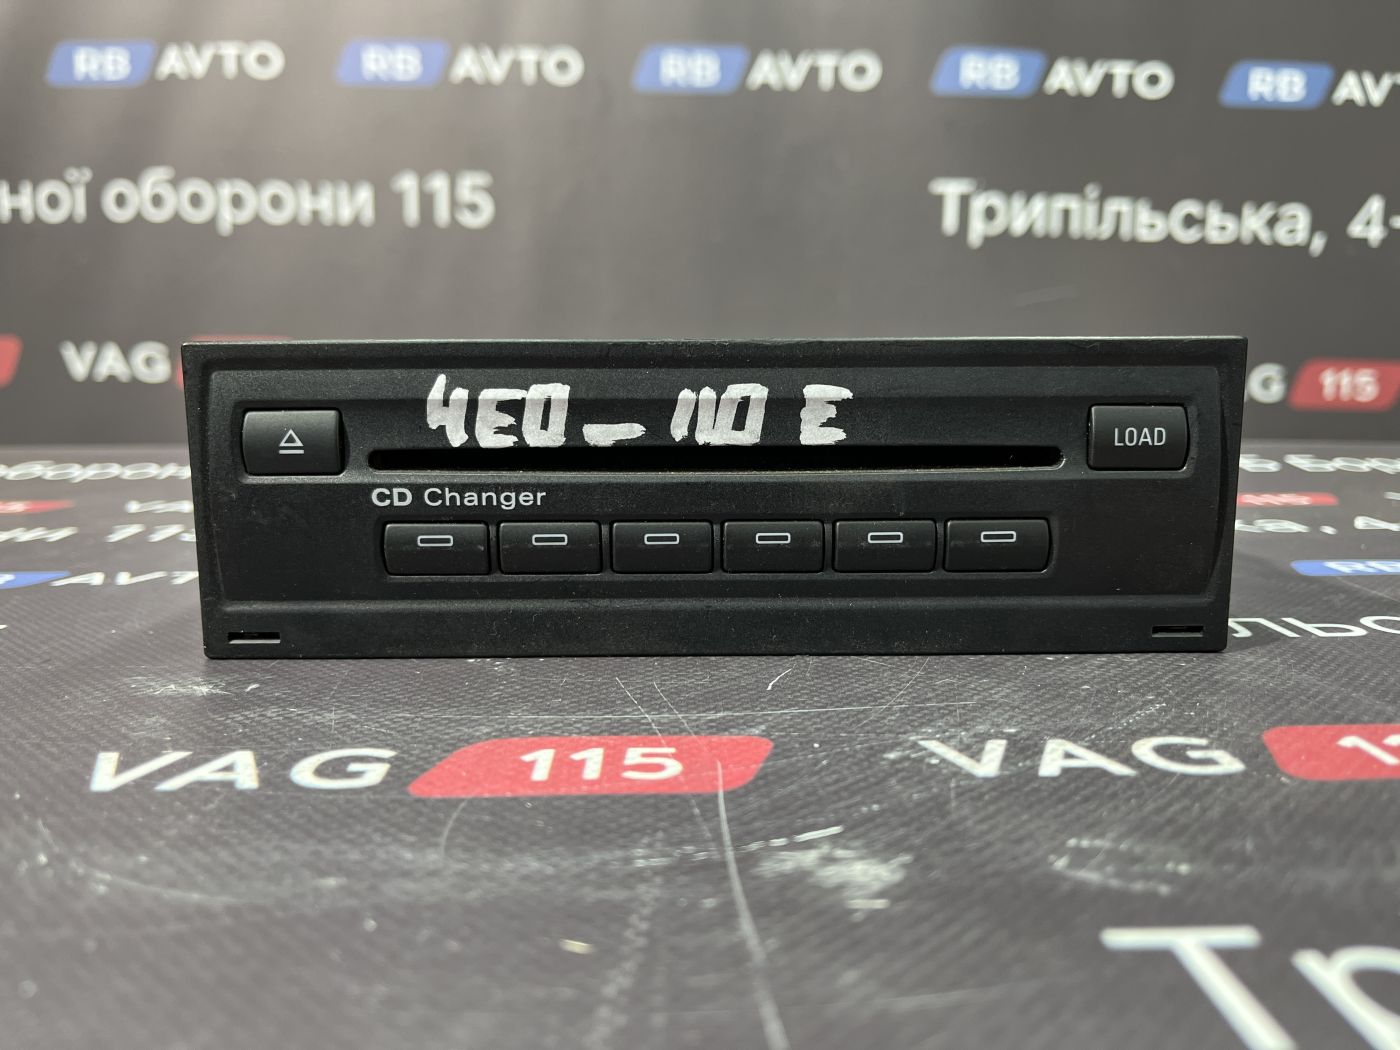 RB AVTO RB AVTO RB AVTO RB AVTO RB AV
ної оборони 115 Трипільська, 4-
VAG G 115
4E0 - 110 E
LOAD
CD Changer
VAG 115 VAG 11